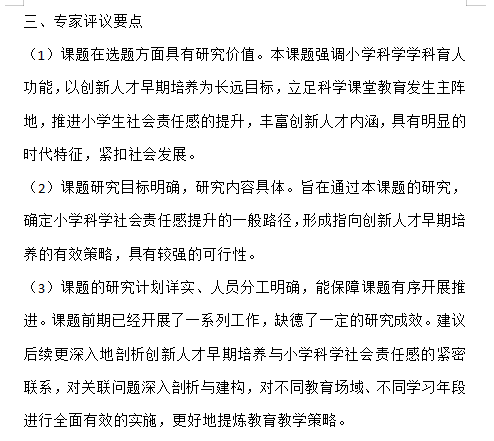 三、专家评议要点
（1）课题在选题方面具有研究价值。本课题强调小学科学学科育人
功能，以创新人才早期培养为长远目标，立足科学课堂教育发生主阵
地，推进小学生社会责任感的提升，丰富创新人才内涵，具有明显的
时代特征，紧扣社会发展。
（2）课题研究目标明确，研究内容具体。旨在通过本课题的研究，
确定小学科学社会责任感提升的一般路径，形成指向创新人才早期培
养的有效策略，具有较强的可行性。
（3）课题的研究计划详实、人员分工明确，能保障课题有序开展推
进。课题前期已经开展了一系列工作，缺德了一定的研究成效。建议
后续更深入地剖析创新人才早期培养与小学科学社会责任感的紧密
联系，对关联问题深入剖析与建构，对不同教育场域、不同学习年段
进行全面有效的实施，更好地提炼教育教学策略。